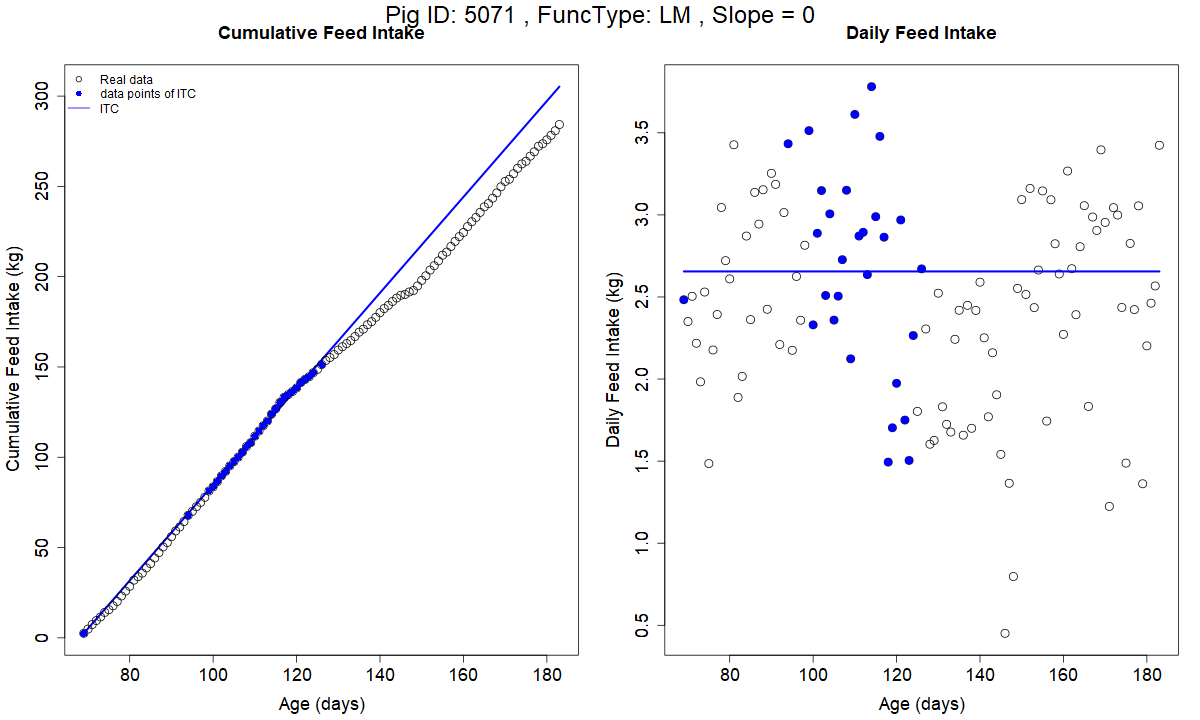 Pig ID: 5071 , FuncType: LM , Slope = 0
Cumulative Feed Intake
Real data
data points of ITC
ITC
Cumulative Feed Intake (kg)
300
250
200
150
100
50
0
80 100 120 140 160 180
Age (days)
Daily Feed Intake
Daily Feed Intake (kg)
3.5
3.0
2.5
2.0
1.5
1.0
0.5
80 100 120 140 160 180
Age (days)